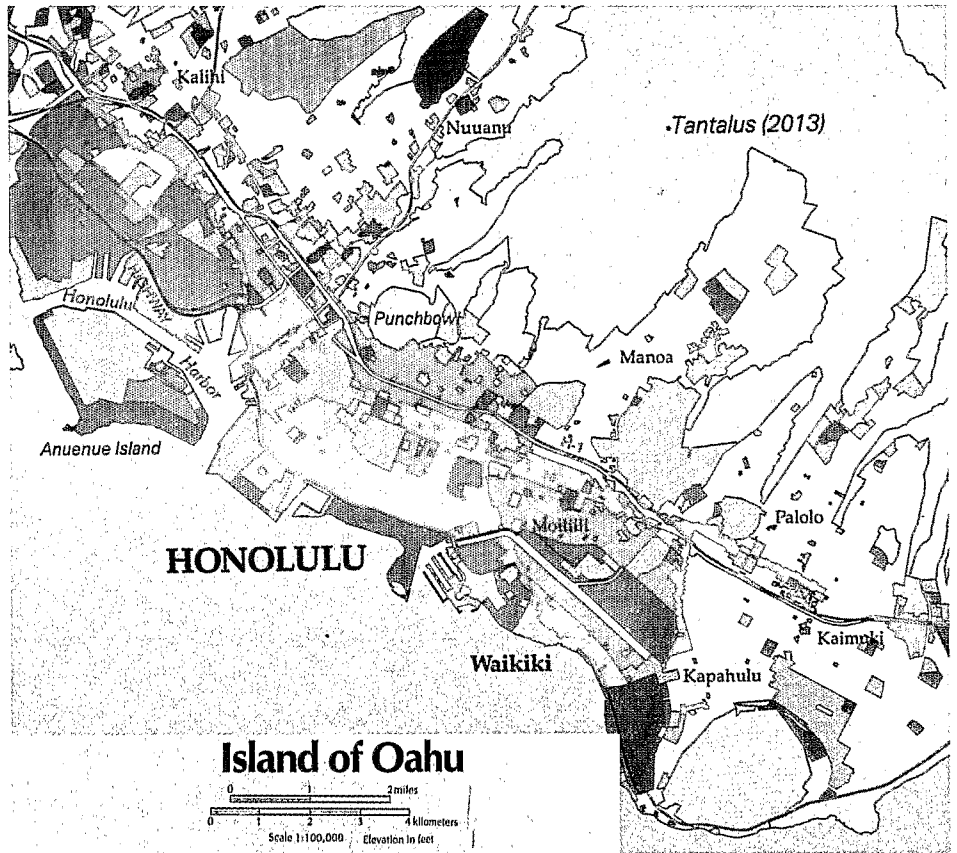 Kalihi
Nuuanu
Tantalus (2013)
Honolulu
Harbor
Punchbowl
Manoa
H-1
Anuenue Island
Moiliili
Palolo
HONOLULU
Kaimuki
Waikiki
Kapahulu
Island of Oahu
0 1 2 miles
0 1 2 3 4 kilometers
Scale 1:100,000 Elevation in feet